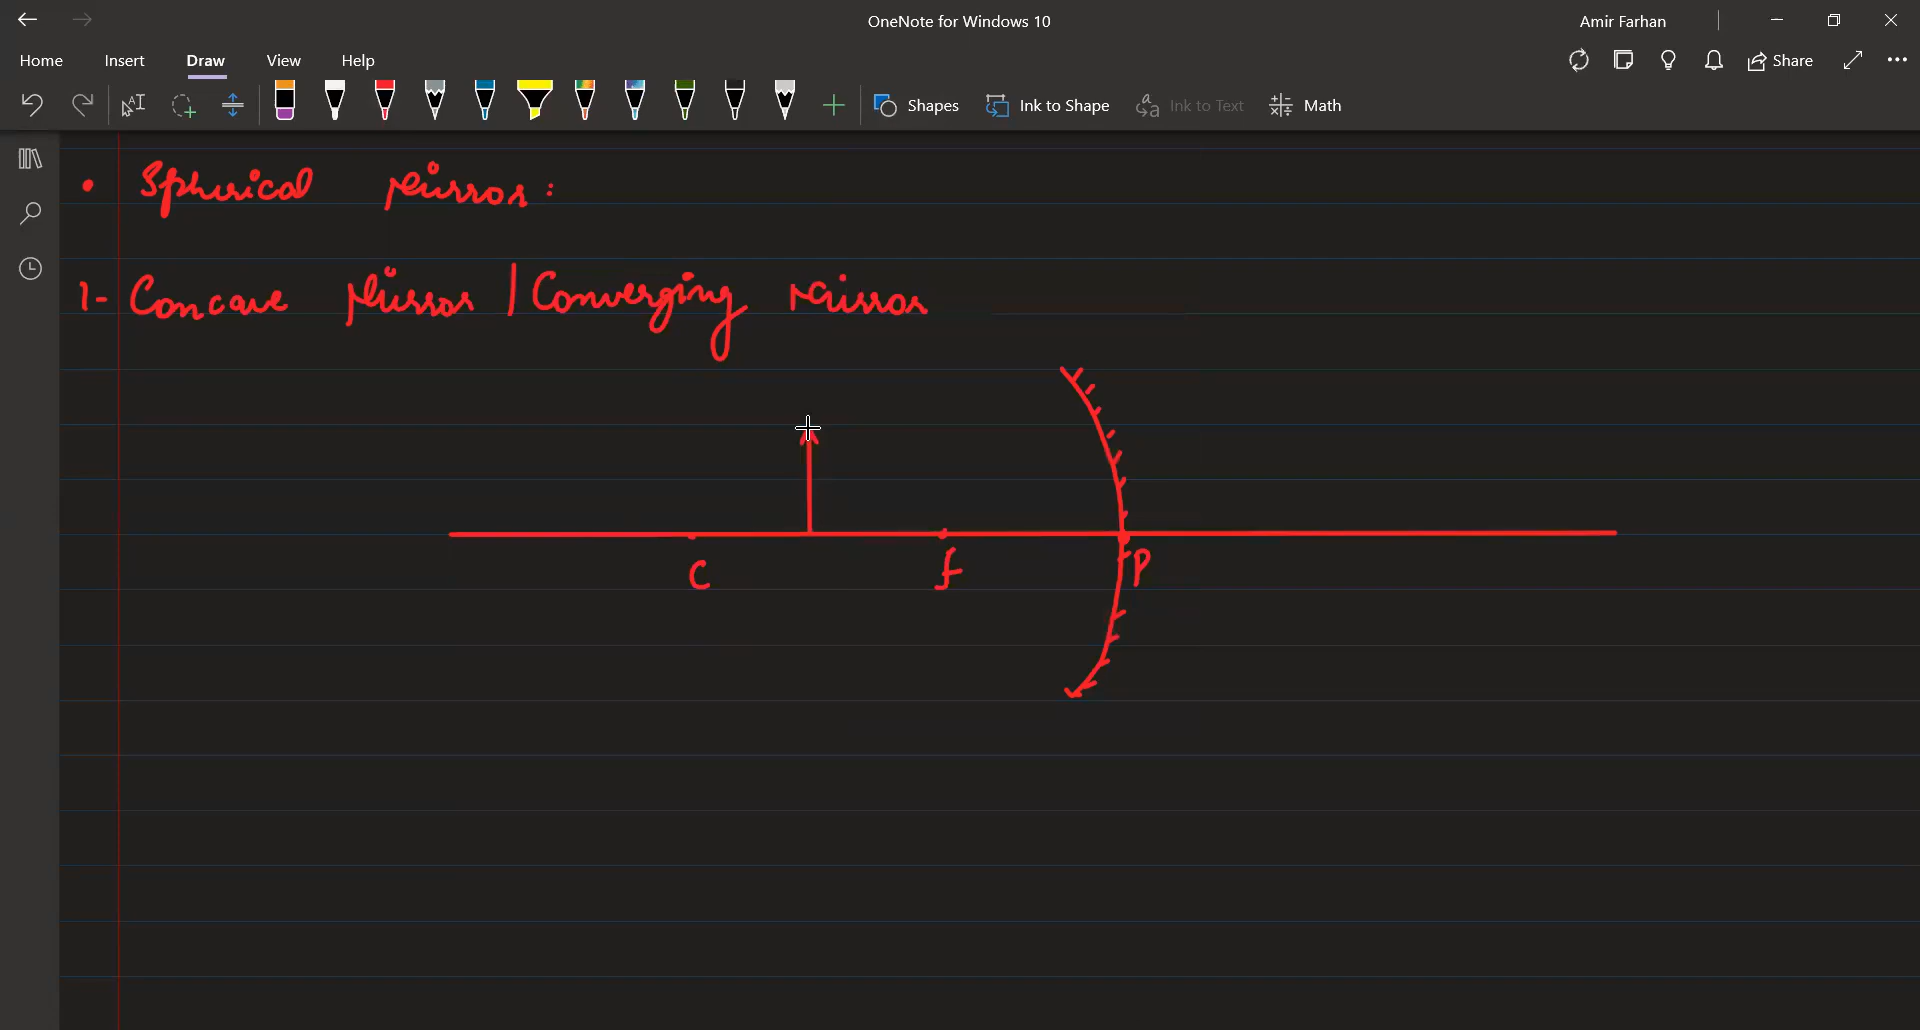 OneNote for Windows 10
Amir Farhan
Home Insert Draw View Help
Share
Shapes Ink to Shape Ink to Text Math
• Spherical Mirror:
1- Concave Mirror | Converging Mirror
C f P